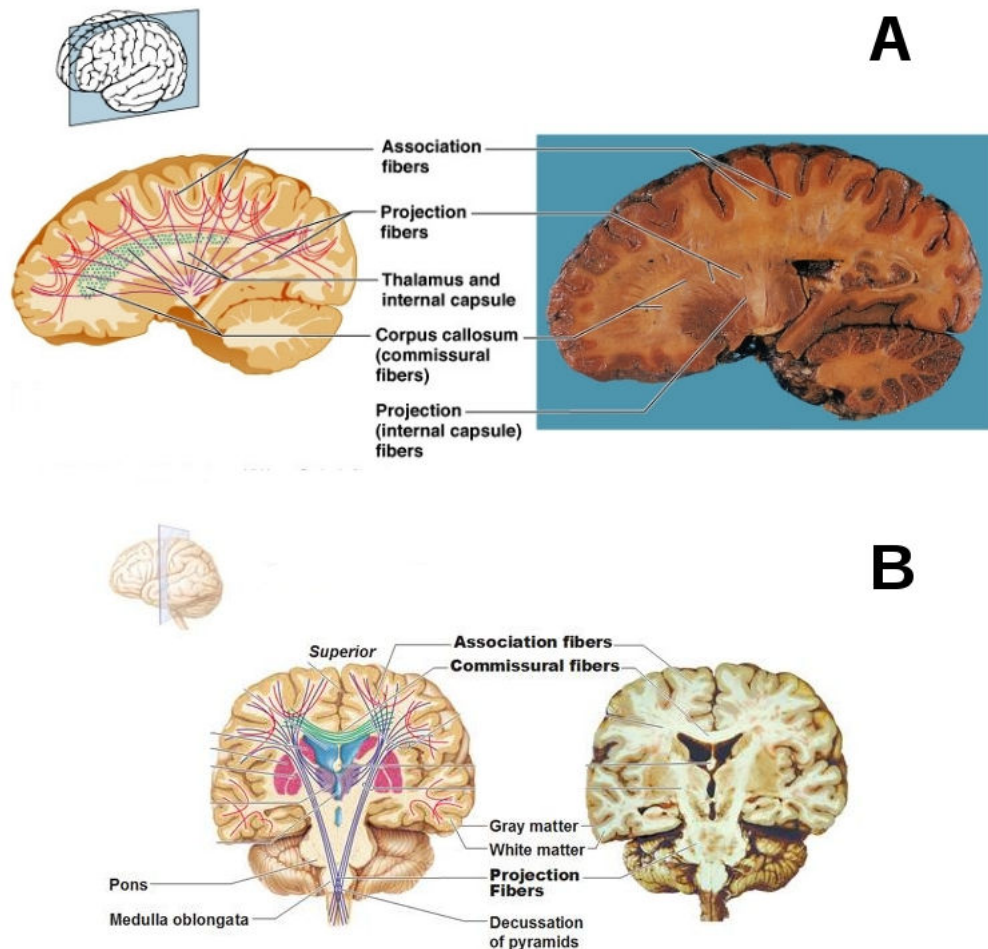 A
Association
fibers
Projection
fibers
Thalamus and
internal capsule
Corpus callosum
(commissural
fibers)
Projection
(internal capsule)
fibers
B
Superior
Association fibers
Commissural fibers
Gray matter
White matter
Projection
Fibers
Pons
Medulla oblongata
Decussation
of pyramids